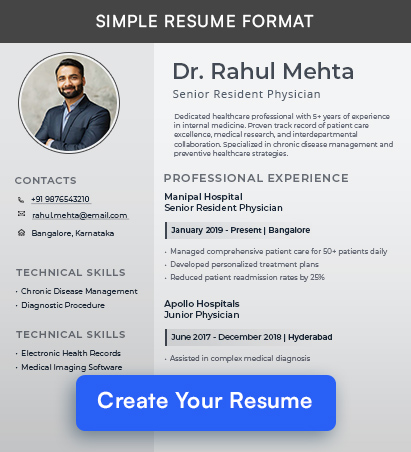 SIMPLE RESUME FORMAT
Dr. Rahul Mehta
Senior Resident Physician
Dedicated healthcare professional with 5+ years of experience
in internal medicine. Proven track record of patient care
excellence, medical research, and interdepartmental
collaboration. Specialized in chronic disease management and
preventive healthcare strategies.
CONTACTS
+91 9876543210
rahul.mehta@email.com
Bangalore, Karnataka
TECHNICAL SKILLS
· Chronic Disease Management
· Diagnostic Procedure
TECHNICAL SKILLS
· Electronic Health Records
· Medical Imaging Software
PROFESSIONAL EXPERIENCE
Manipal Hospital
Senior Resident Physician
January 2019 - Present | Bangalore
· Managed comprehensive patient care for 50+ patients daily
· Developed personalized treatment plans
· Reduced patient readmission rates by 25%
Apollo Hospitals
Junior Physician
June 2017 - December 2018 | Hyderabad
· Assisted in complex medical diagnosis
Create Your Resume